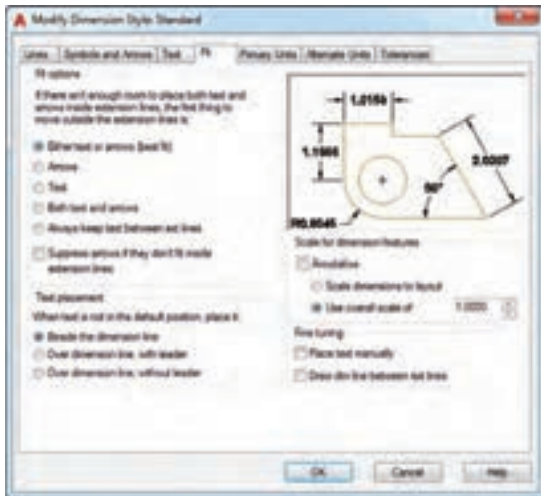 Modify Dimension Style: Standard
Lines Symbols and Arrows Text Fit Primary Units Alternate Units Tolerances
Fit options
If there isn't enough room to place both text and
arrows inside extension lines, the first thing to
move outside the extension lines is:
Either text or arrows (best fit)
Arrows
Text
Both text and arrows
Always keep text between ext lines
Suppress arrows if they don't fit inside
extension lines
Text placement
When text is not in the default position, place it:
Beside the dimension line
Over dimension line, with leader
Over dimension line, without leader
1.0159
60°
Scale for dimension features
Annotative
Scale dimensions to layout
Use overall scale of: 1.0000
Fine tuning
Place text manually
Draw dim line between ext lines
OK Cancel Help